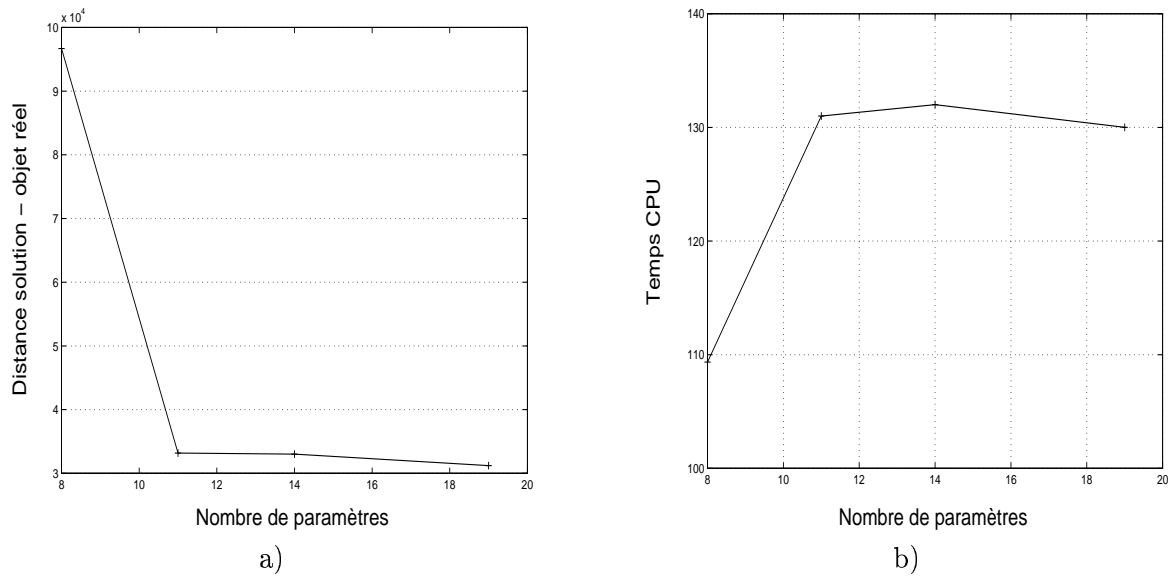 x 10⁴
10
9
8
7
6
5
4
3
8 10 12 14 16 18 20
Distance solution – objet réel
Nombre de paramètres
a)
140
130
120
110
100
8 10 12 14 16 18 20
Temps CPU
Nombre de paramètres
b)